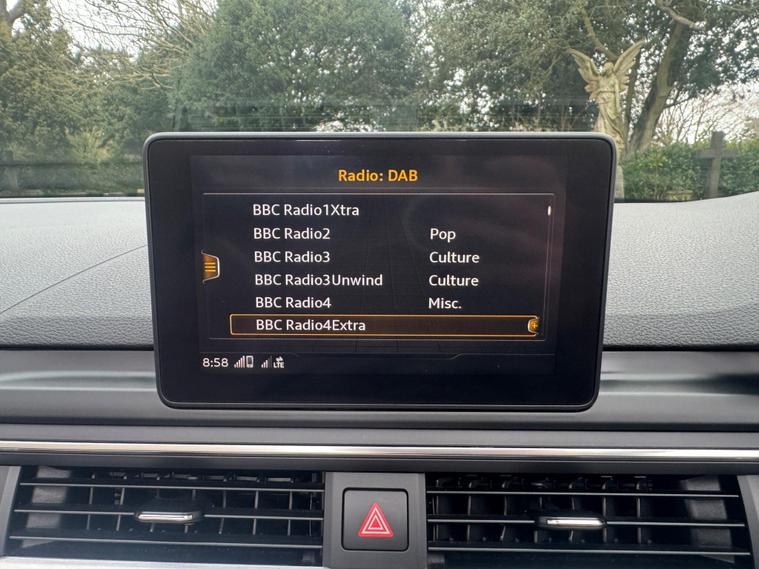 Radio: DAB
BBC Radio1Xtra
BBC Radio2 Pop
BBC Radio3 Culture
BBC Radio3Unwind Culture
BBC Radio4 Misc.
BBC Radio4Extra
8:58 LTE